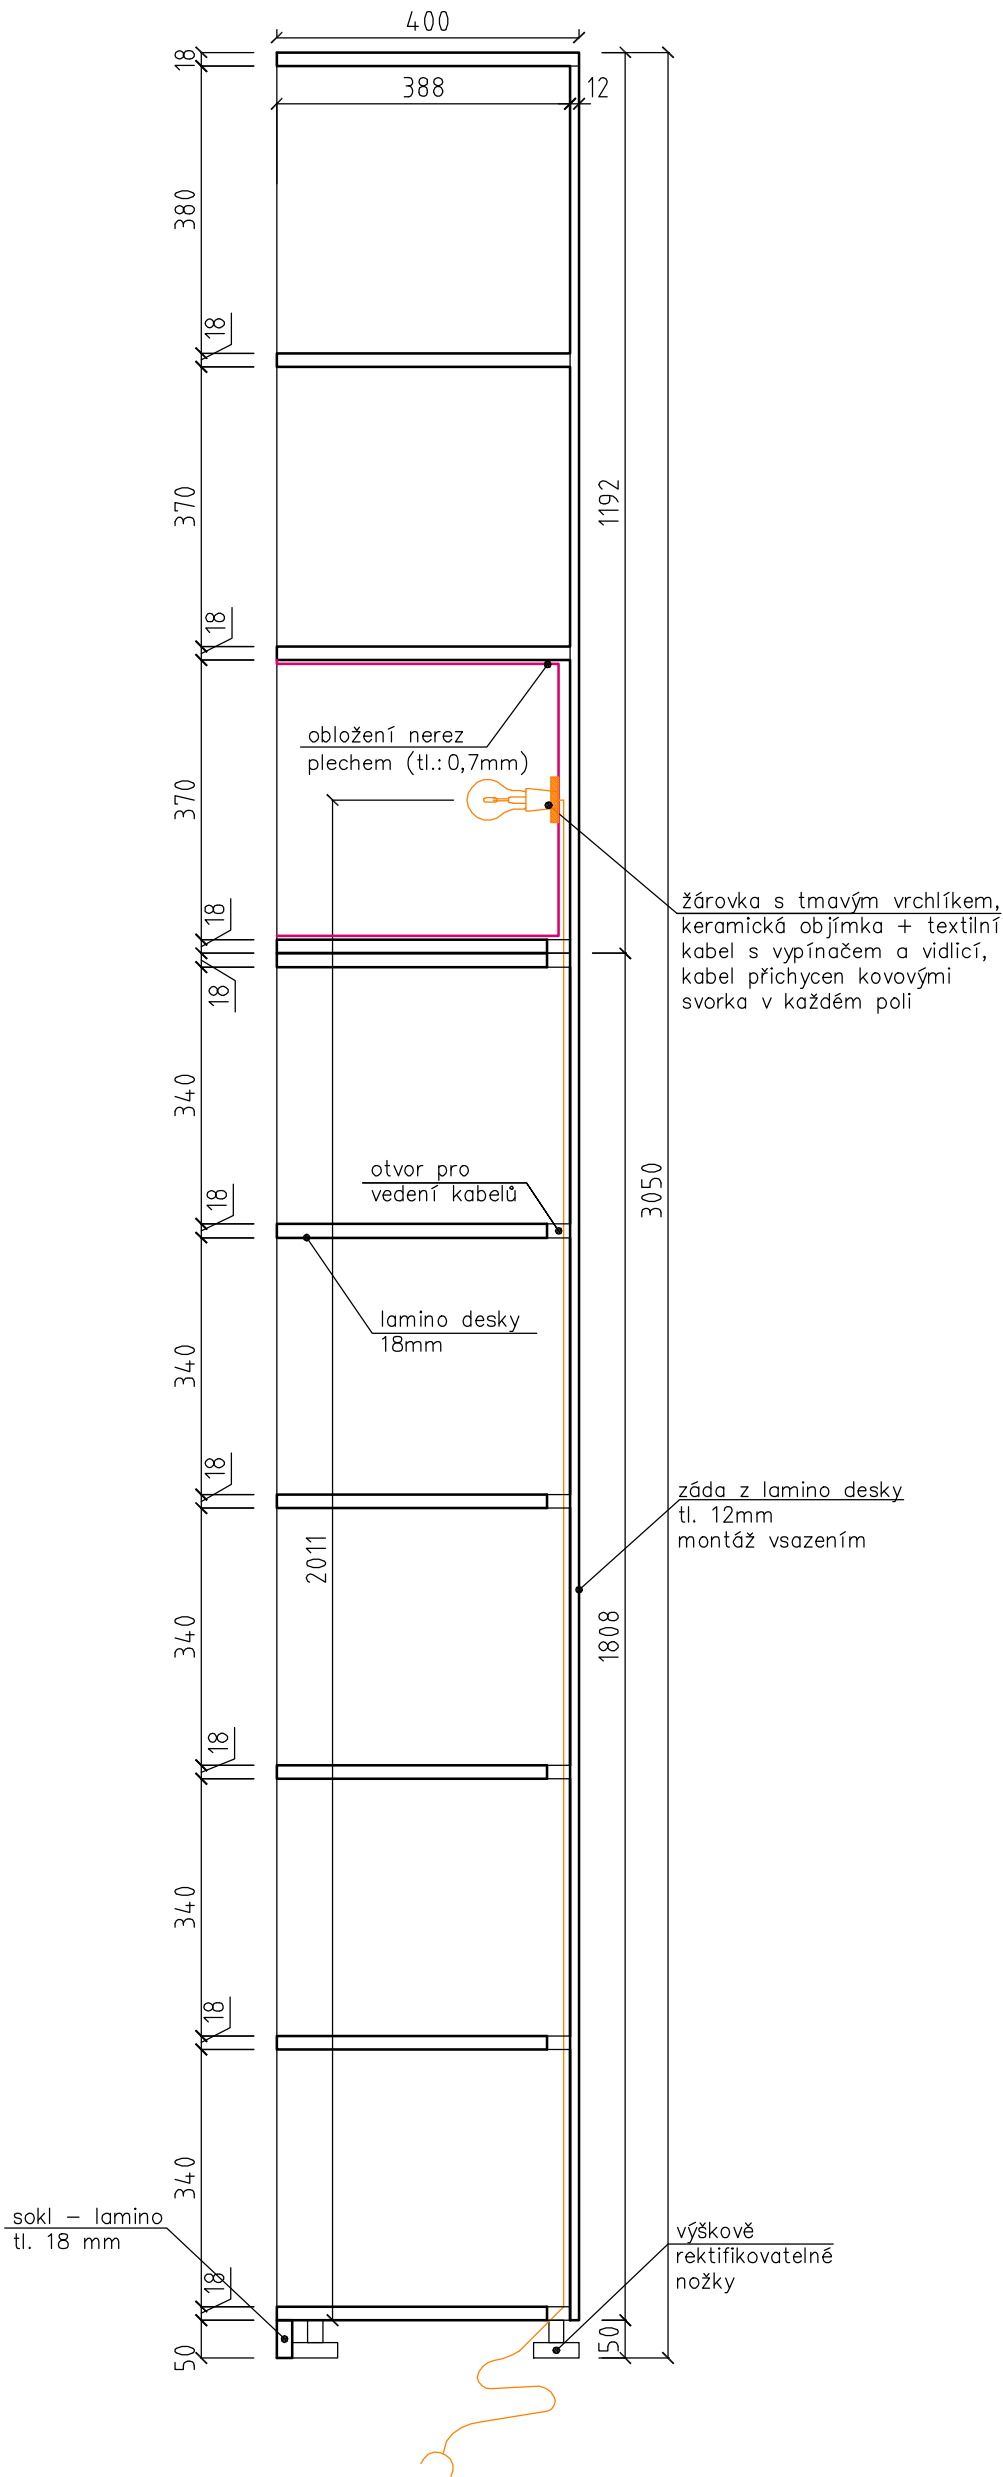 400
18
388
12
380
18
370
1192
18
obložení nerez
plechem (tl.: 0,7mm)
370
žárovka s tmavým vrchlíkem,
keramická objímka + textilní
kabel s vypínačem a vidlicí,
kabel přichycen kovovými
svorka v každém poli
18
18
340
otvor pro
vedení kabelů
3050
18
lamino desky
18mm
340
18
záda z lamino desky
tl. 12mm
montáž vsazením
2011
1808
340
18
340
18
340
sokl – lamino
tl. 18 mm
výškově
rektifikovatelné
nožky
18
50
50